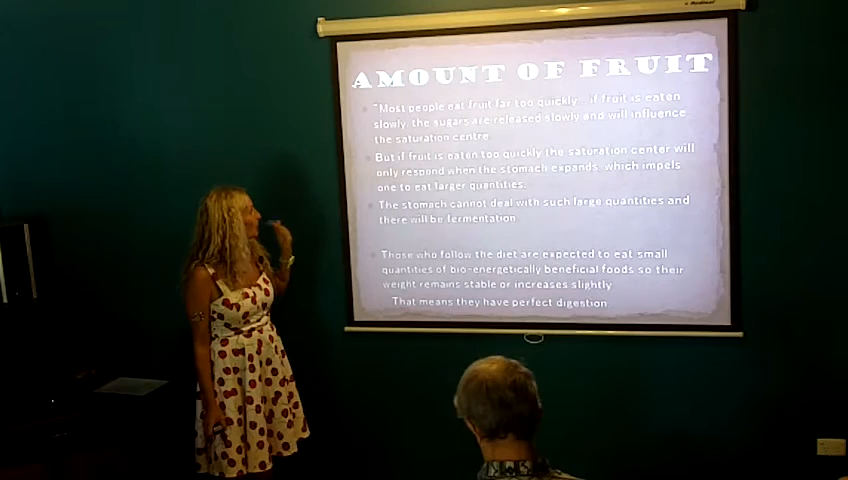 AMOUNT OF FRUIT
"Most people eat fruit far too quickly... if fruit is eaten
slowly, the sugars are released slowly and will influence
the saturation centre.
But if fruit is eaten too quickly the saturation center will
only respond when the stomach expands, which impels
one to eat larger quantities.
The stomach cannot deal with such large quantities and
there will be fermentation.
Those who follow the diet are expected to eat small
quantities of bio-energetically beneficial foods so their
weight remains stable or increases slightly
That means they have perfect digestion